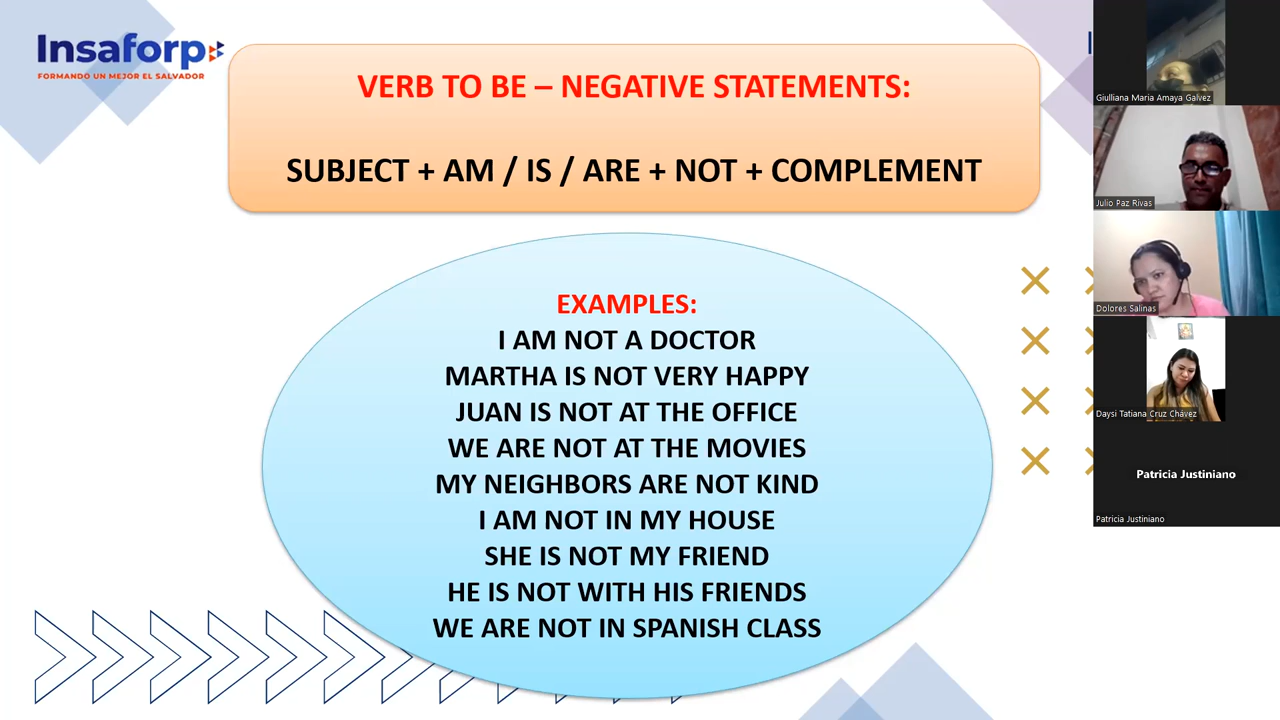 Insaforp
FORMANDO UN MEJOR EL SALVADOR
VERB TO BE – NEGATIVE STATEMENTS:
SUBJECT + AM / IS / ARE + NOT + COMPLEMENT
EXAMPLES:
I AM NOT A DOCTOR
MARTHA IS NOT VERY HAPPY
JUAN IS NOT AT THE OFFICE
WE ARE NOT AT THE MOVIES
MY NEIGHBORS ARE NOT KIND
I AM NOT IN MY HOUSE
SHE IS NOT MY FRIEND
HE IS NOT WITH HIS FRIENDS
WE ARE NOT IN SPANISH CLASS
Giulliana Maria Amaya Galvez
Julio Paz Rivas
Dolores Salinas
Daysi Tatiana Cruz Chávez
Patricia Justiniano
Patricia Justiniano